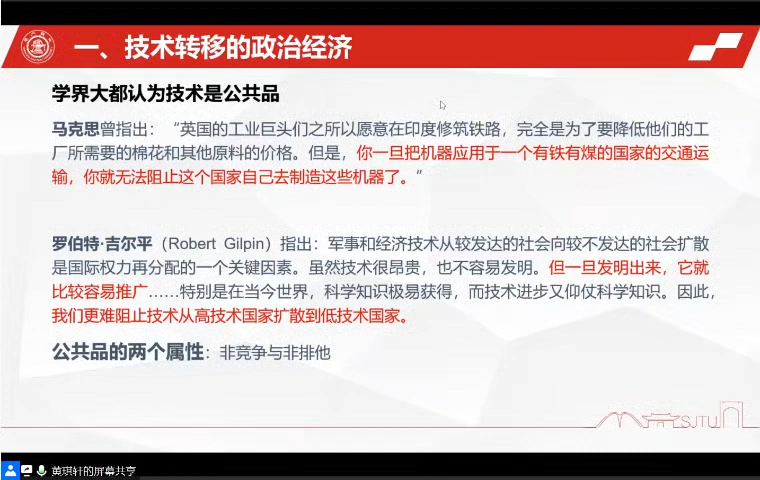 一、技术转移的政治经济
学界大都认为技术是公共品
马克思曾指出：“英国的工业巨头们之所以愿意在印度修筑铁路，完全是为了要降低他们的工
厂所需要的棉花和其他原料的价格。但是，你一旦把机器应用于一个有铁有煤的国家的交通运
输，你就无法阻止这个国家自己去制造这些机器了。”
罗伯特·吉尔平（Robert Gilpin）指出：军事和经济技术从较发达的社会向较不发达的社会扩散
是国际权力再分配的一个关键因素。虽然技术很昂贵，也不容易发明。但一旦发明出来，它就
比较容易推广……特别是在当今世界，科学知识极易获得，而技术进步又仰仗科学知识。因此，
我们更难阻止技术从高技术国家扩散到低技术国家。
公共品的两个属性：非竞争与非排他
SJTU
黄琪轩的屏幕共享